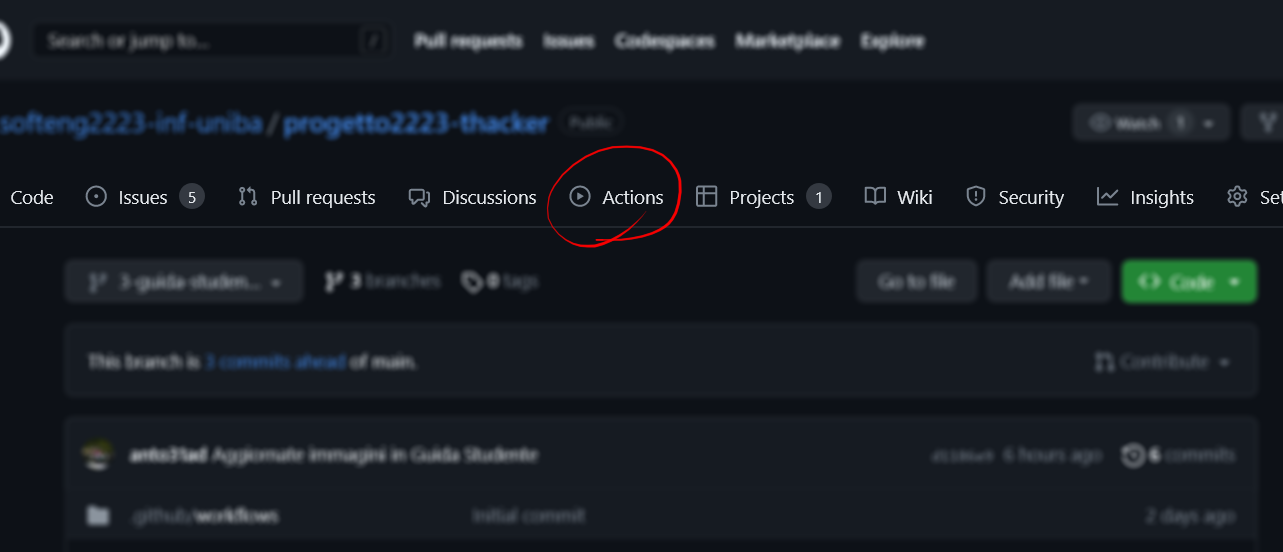 Search or jump to... / Pull requests Issues Codespaces Marketplace Explore
softeng2223-inf-uniba / progetto2223-thacker Public Watch 1
Code Issues 5 Pull requests Discussions Actions Projects 1 Wiki Security Insights Set
3-guida-studen... 3 branches 0 tags Go to file Add file Code
This branch is 3 commits ahead of main. Contribute
anto31ad Aggiornate immagini in Guida Studente 6 hours ago 6 commits
.github/workflows Initial commit 2 days ago